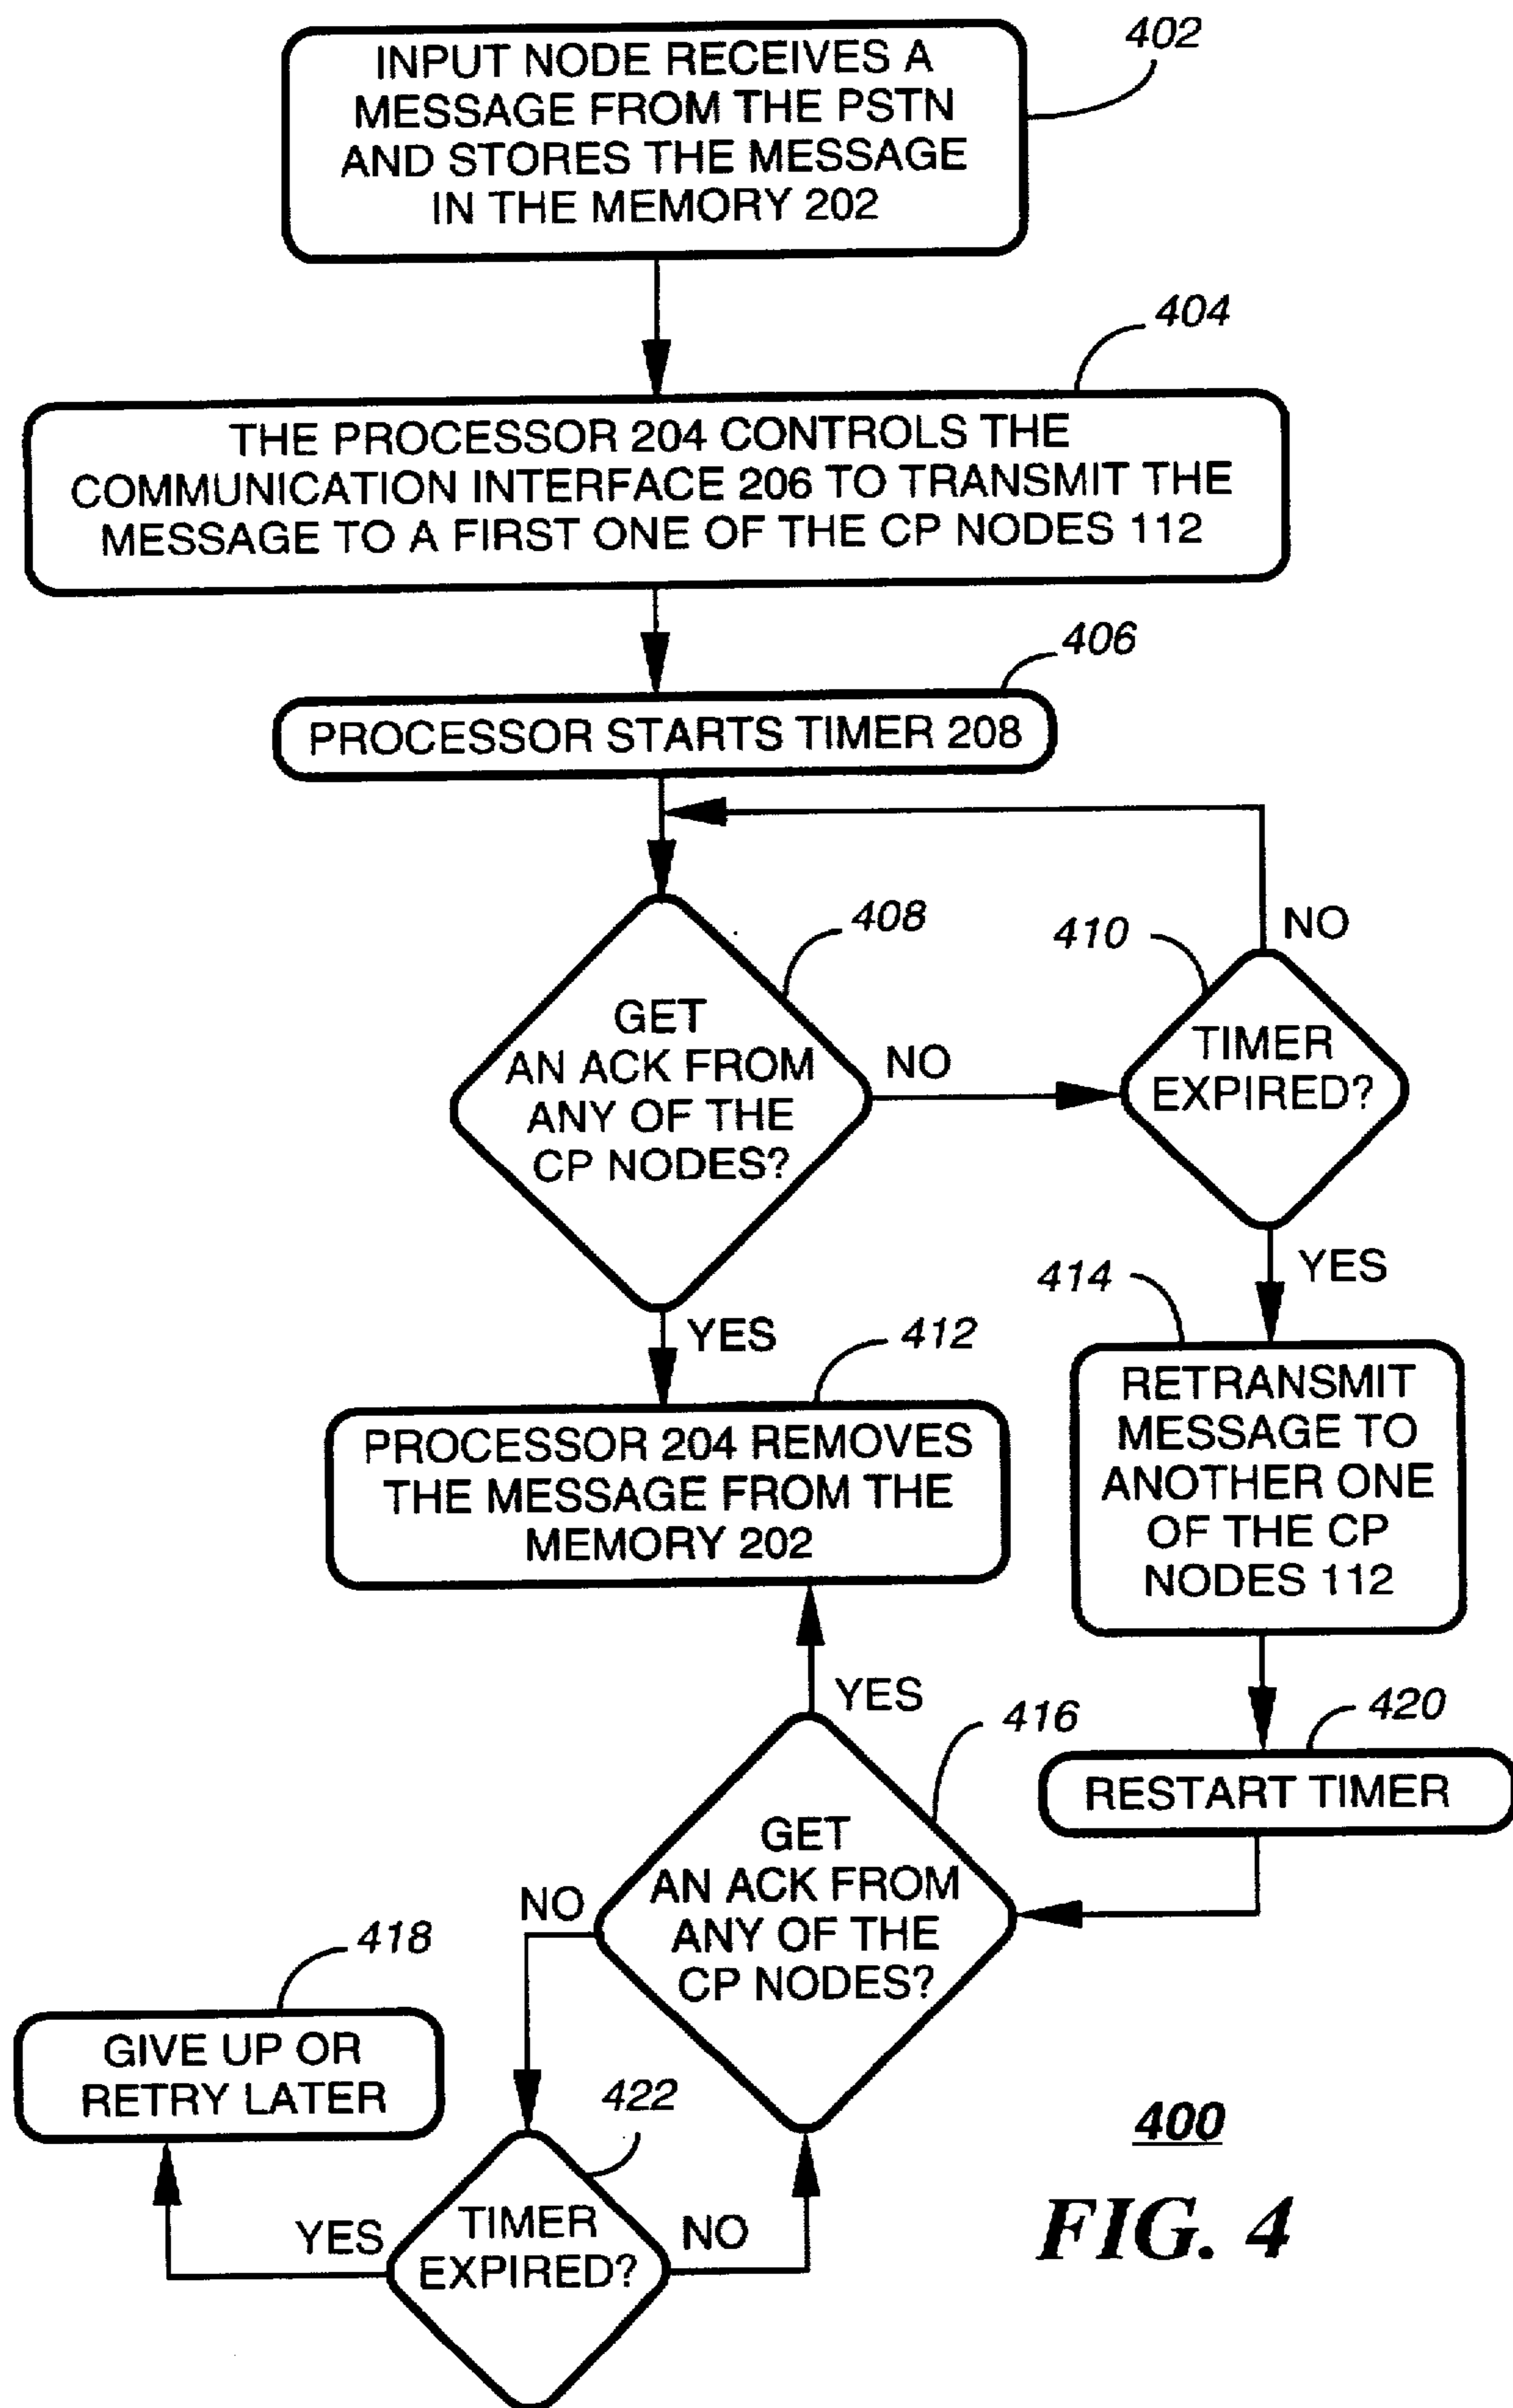 402
INPUT NODE RECEIVES A
MESSAGE FROM THE PSTN
AND STORES THE MESSAGE
IN THE MEMORY 202
404
THE PROCESSOR 204 CONTROLS THE
COMMUNICATION INTERFACE 206 TO TRANSMIT THE
MESSAGE TO A FIRST ONE OF THE CP NODES 112
406
PROCESSOR STARTS TIMER 208
408
GET
AN ACK FROM
ANY OF THE
CP NODES?
NO
410
NO
TIMER
EXPIRED?
YES
YES
412
PROCESSOR 204 REMOVES
THE MESSAGE FROM THE
MEMORY 202
414
RETRANSMIT
MESSAGE TO
ANOTHER ONE
OF THE CP
NODES 112
420
RESTART TIMER
YES
416
GET
AN ACK FROM
ANY OF THE
CP NODES?
NO
418
GIVE UP OR
RETRY LATER
422
TIMER
EXPIRED?
YES
NO
400
FIG. 4